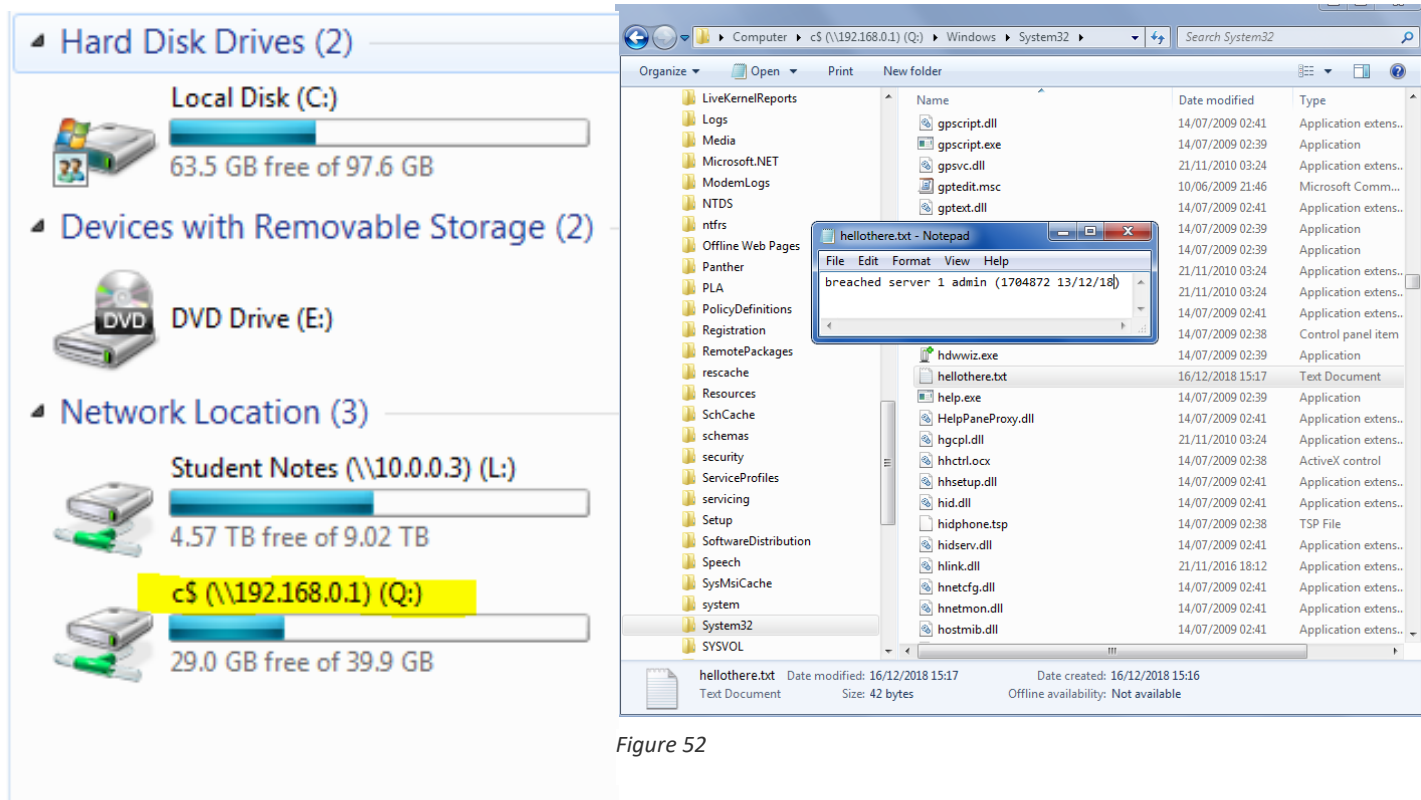 Hard Disk Drives (2)
Local Disk (C:)
63.5 GB free of 97.6 GB
Devices with Removable Storage (2)
DVD
DVD Drive (E:)
Network Location (3)
Student Notes (\\10.0.0.3) (L:)
4.57 TB free of 9.02 TB
c$ (\\192.168.0.1) (Q:)
29.0 GB free of 39.9 GB
Computer c$ (\\192.168.0.1) (Q:) Windows System32
Search System32
Organize Open Print New folder
LiveKernelReports
Logs
Media
Microsoft.NET
ModemLogs
NTDS
ntfrs
Offline Web Pages
Panther
PLA
PolicyDefinitions
Registration
RemotePackages
rescache
Resources
SchCache
schemas
security
ServiceProfiles
servicing
Setup
SoftwareDistribution
Speech
SysMsiCache
system
System32
SYSVOL
Name Date modified Type
gpscript.dll 14/07/2009 02:41 Application extens...
gpscript.exe 14/07/2009 02:39 Application
gpsvc.dll 21/11/2010 03:24 Application extens...
gptedit.msc 10/06/2009 21:46 Microsoft Comm...
gptext.dll 14/07/2009 02:41 Application extens...
14/07/2009 02:39 Application
14/07/2009 02:39 Application
21/11/2010 03:24 Application extens...
21/11/2010 03:24 Application extens...
14/07/2009 02:41 Application extens...
14/07/2009 02:38 Control panel item
hdwwiz.exe 14/07/2009 02:39 Application
hellothere.txt 16/12/2018 15:17 Text Document
help.exe 14/07/2009 02:39 Application
HelpPaneProxy.dll 14/07/2009 02:41 Application extens...
hgcpl.dll 21/11/2010 03:24 Application extens...
hhctrl.ocx 14/07/2009 02:38 ActiveX control
hhsetup.dll 14/07/2009 02:41 Application extens...
hid.dll 14/07/2009 02:41 Application extens...
hidphone.tsp 14/07/2009 02:38 TSP File
hidserv.dll 14/07/2009 02:41 Application extens...
hlink.dll 21/11/2016 18:12 Application extens...
hnetcfg.dll 14/07/2009 02:41 Application extens...
hnetmon.dll 14/07/2009 02:41 Application extens...
hostmib.dll 14/07/2009 02:41 Application extens...
hellothere.txt - Notepad
File Edit Format View Help
breached server 1 admin (1704872 13/12/18)
hellothere.txt Date modified: 16/12/2018 15:17 Date created: 16/12/2018 15:16
Text Document Size: 42 bytes Offline availability: Not available
Figure 52